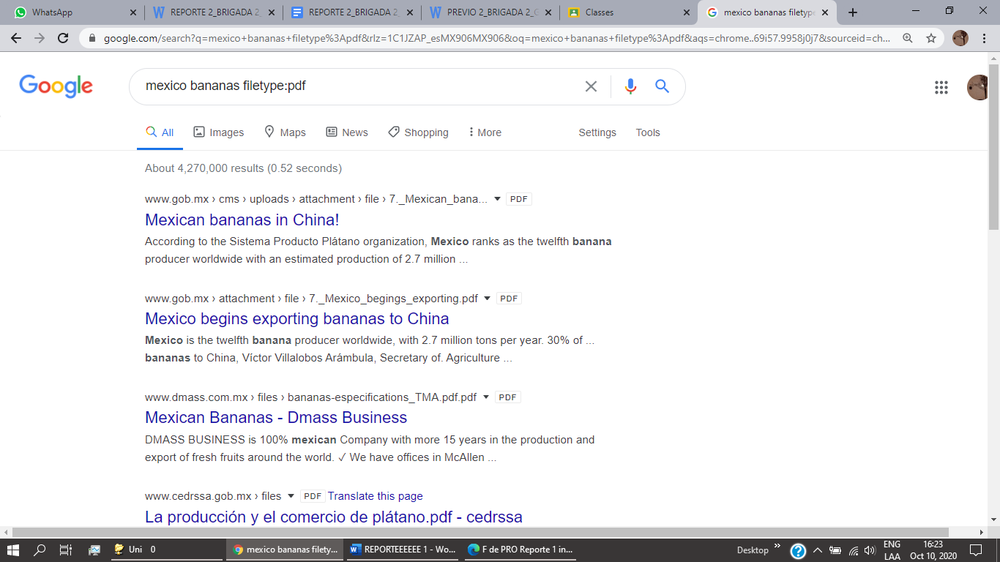 WhatsApp
REPORTE 2_BRIGADA 2_
REPORTE 2_BRIGADA 2_
PREVIO 2_BRIGADA 2_G
Classes
mexico bananas filetype
google.com/search?q=mexico+bananas+filetype%3Apdf&rlz=1C1JZAP_esMX906MX906&oq=mexico+bananas+filetype%3Apdf&aqs=chrome..69i57.9958j0j7&sourceid=ch...
Google
mexico bananas filetype:pdf
All Images Maps News Shopping More Settings Tools
About 4,270,000 results (0.52 seconds)
www.gob.mx › cms › uploads › attachment › file › 7._Mexican_bana... PDF
Mexican bananas in China!
According to the Sistema Producto Plátano organization, Mexico ranks as the twelfth banana
producer worldwide with an estimated production of 2.7 million ...
www.gob.mx › attachment › file › 7._Mexico_begings_exporting.pdf PDF
Mexico begins exporting bananas to China
Mexico is the twelfth banana producer worldwide, with 2.7 million tons per year. 30% of ...
bananas to China, Víctor Villalobos Arámbula, Secretary of. Agriculture ...
www.dmass.com.mx › files › bananas-especifications_TMA.pdf.pdf PDF
Mexican Bananas - Dmass Business
DMASS BUSINESS is 100% mexican Company with more 15 years in the production and
export of fresh fruits around the world. ✓ We have offices in McAllen ...
www.cedrssa.gob.mx › files PDF Translate this page
La producción y el comercio de plátano.pdf - cedrssa
Uni 0
mexico bananas filety...
REPORTEEEEEE 1 - Wo...
F de PRO Reporte 1 in...
Desktop »
ENG
LAA
16:23
Oct 10, 2020